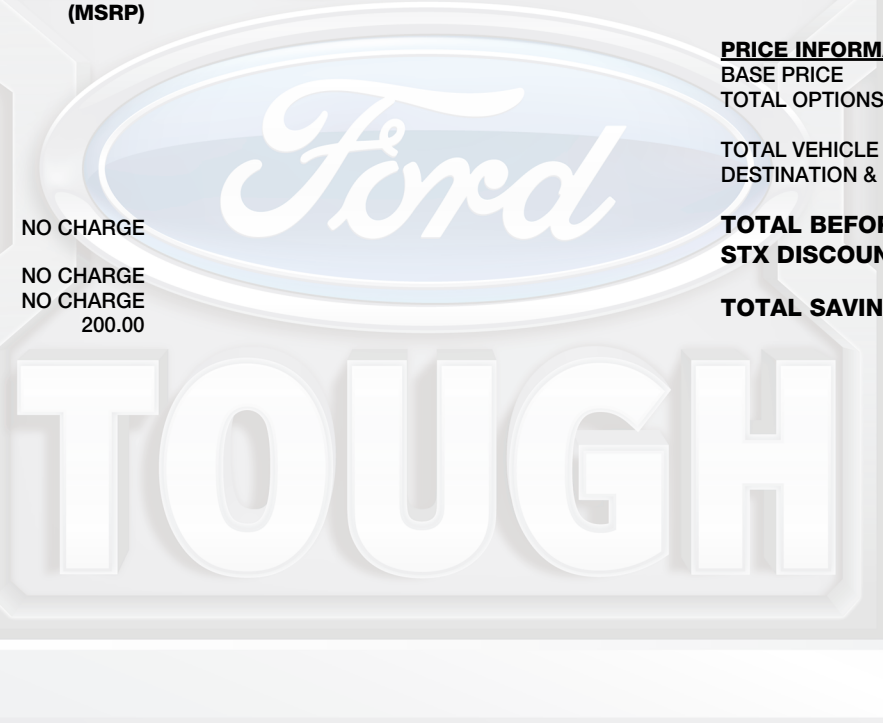 (MSRP)
NO CHARGE
NO CHARGE
NO CHARGE
200.00
PRICE INFORMA
BASE PRICE
TOTAL OPTIONS
TOTAL VEHICLE
DESTINATION &
TOTAL BEFOR
STX DISCOUN
TOTAL SAVIN
Ford
TOUGH